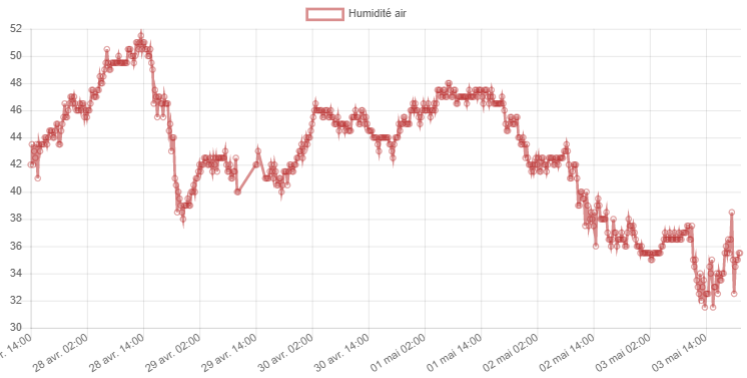 Humidité air
52
50
48
46
44
42
40
38
36
34
32
30
r. 14:00
28 avr. 02:00
28 avr. 14:00
29 avr. 02:00
29 avr. 14:00
30 avr. 02:00
30 avr. 14:00
01 mai 02:00
01 mai 14:00
02 mai 02:00
02 mai 14:00
03 mai 02:00
03 mai 14:00